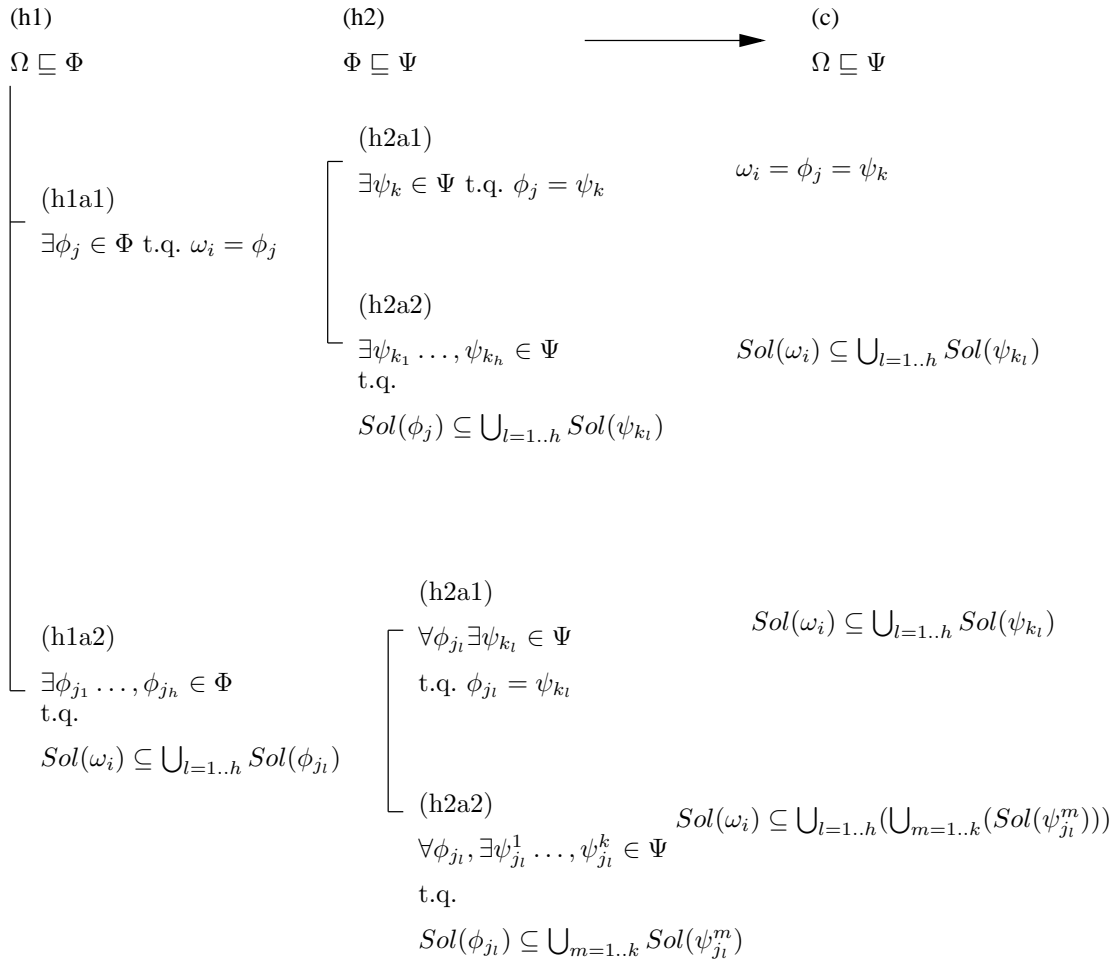 (h1) (h2) (c)
Ω ⊑ Φ Φ ⊑ Ψ Ω ⊑ Ψ
(h1a1)
∃ϕ_j ∈ Φ t.q. ω_i = ϕ_j
(h2a1)
∃ψ_k ∈ Ψ t.q. ϕ_j = ψ_k
ω_i = ϕ_j = ψ_k
(h2a2)
∃ψ_{k_1} . . . , ψ_{k_h} ∈ Ψ
t.q.
Sol(ϕ_j) ⊆ ⋃_{l=1..h} Sol(ψ_{k_l})
Sol(ω_i) ⊆ ⋃_{l=1..h} Sol(ψ_{k_l})
(h1a2)
∃ϕ_{j_1} . . . , ϕ_{j_h} ∈ Φ
t.q.
Sol(ω_i) ⊆ ⋃_{l=1..h} Sol(ϕ_{j_l})
(h2a1)
∀ϕ_{j_l} ∃ψ_{k_l} ∈ Ψ
t.q. ϕ_{j_l} = ψ_{k_l}
Sol(ω_i) ⊆ ⋃_{l=1..h} Sol(ψ_{k_l})
(h2a2)
∀ϕ_{j_l}, ∃ψ^1_{j_l} . . . , ψ^k_{j_l} ∈ Ψ
t.q.
Sol(ϕ_{j_l}) ⊆ ⋃_{m=1..k} Sol(ψ^m_{j_l})
Sol(ω_i) ⊆ ⋃_{l=1..h}(⋃_{m=1..k}(Sol(ψ^m_{j_l})))